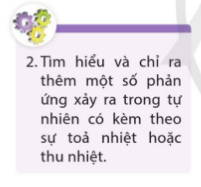 2. Tìm hiểu và chỉ ra
thêm một số phản
ứng xảy ra trong tự
nhiên có kèm theo
sự toả nhiệt hoặc
thu nhiệt.